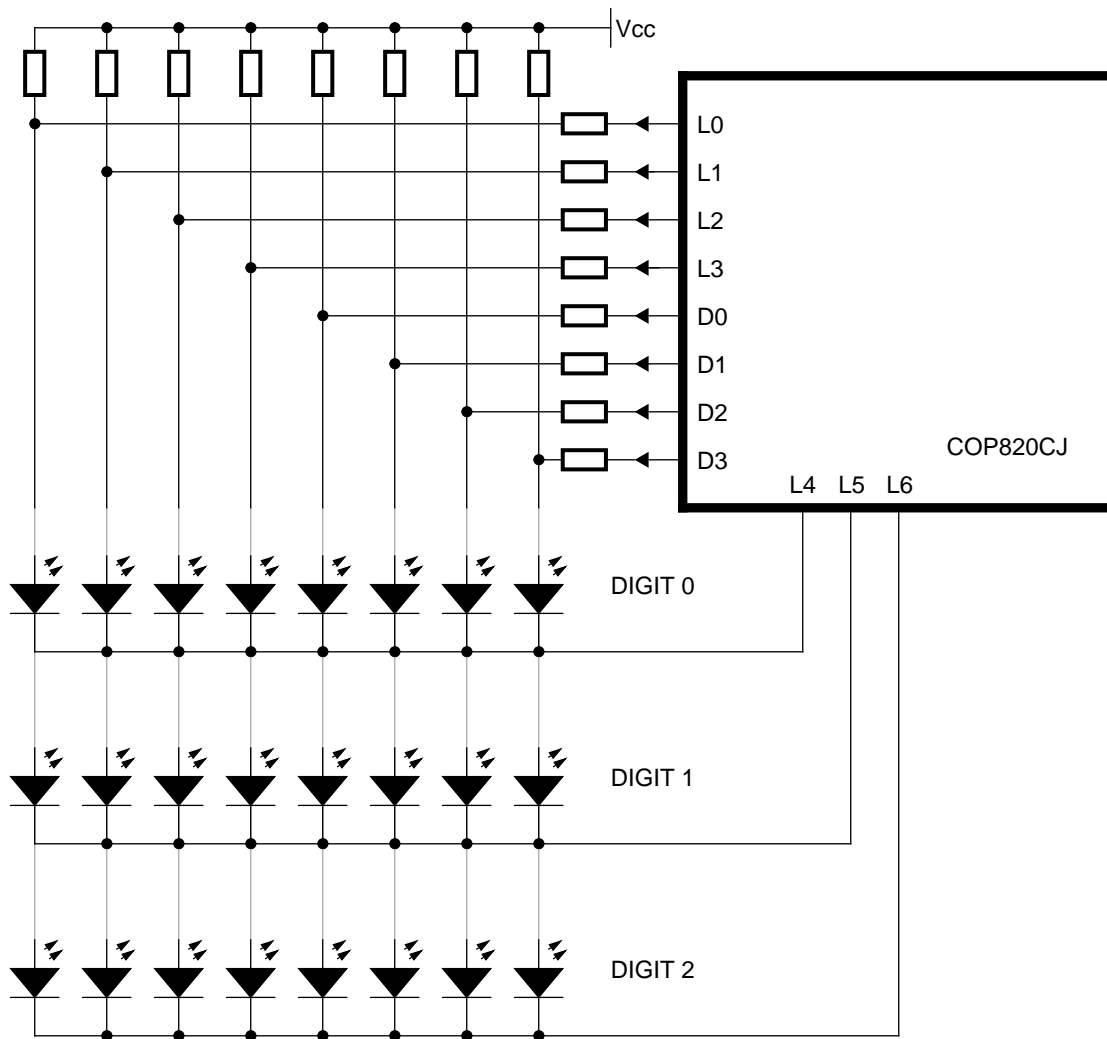 Vcc
L0
L1
L2
L3
D0
D1
D2
D3
COP820CJ
L4 L5 L6
DIGIT 0
DIGIT 1
DIGIT 2